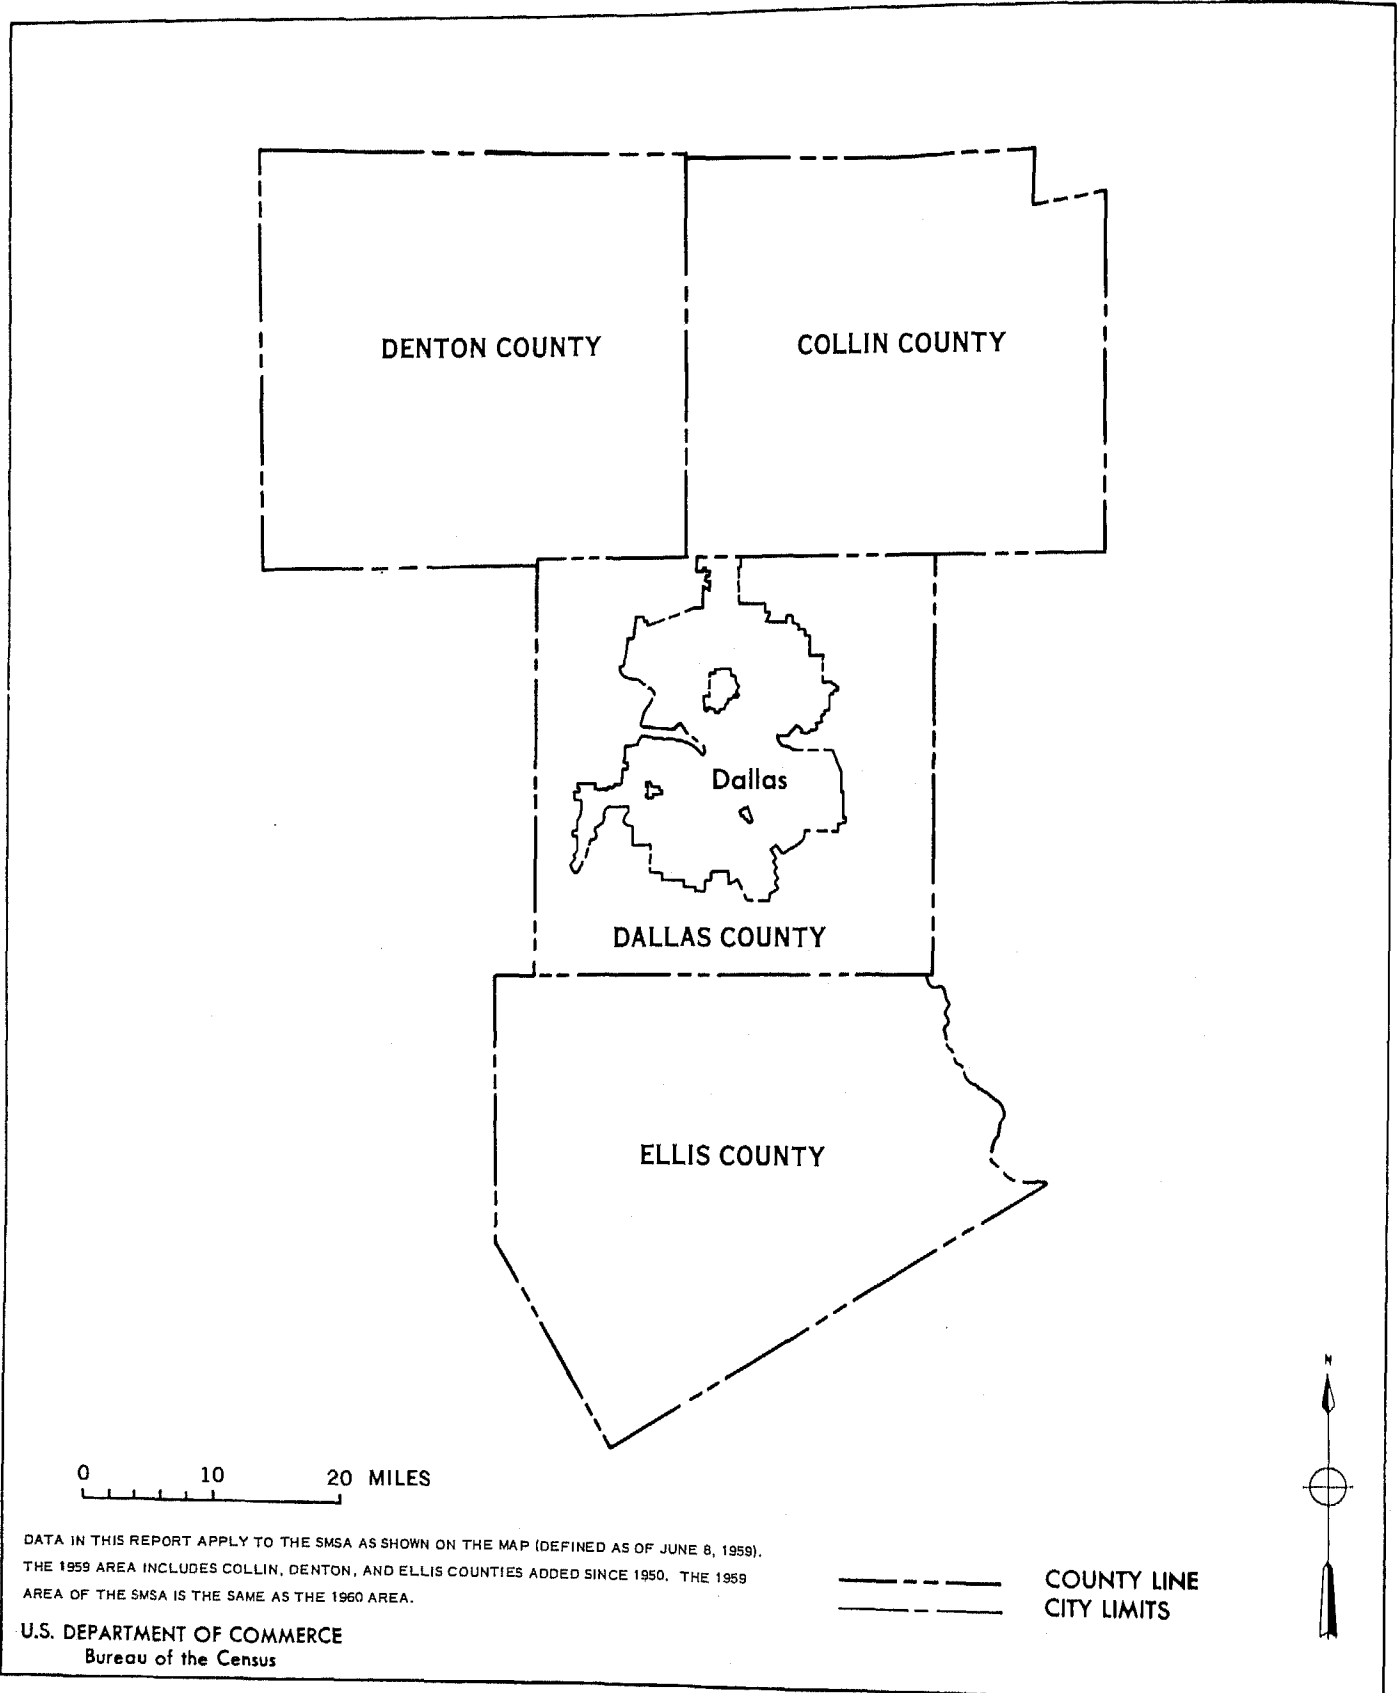 DENTON COUNTY
COLLIN COUNTY
Dallas
DALLAS COUNTY
ELLIS COUNTY
N
0 10 20 MILES
DATA IN THIS REPORT APPLY TO THE SMSA AS SHOWN ON THE MAP (DEFINED AS OF JUNE 8, 1959).
THE 1959 AREA INCLUDES COLLIN, DENTON, AND ELLIS COUNTIES ADDED SINCE 1950. THE 1959
AREA OF THE SMSA IS THE SAME AS THE 1960 AREA.
COUNTY LINE
CITY LIMITS
U.S. DEPARTMENT OF COMMERCE
Bureau of the Census